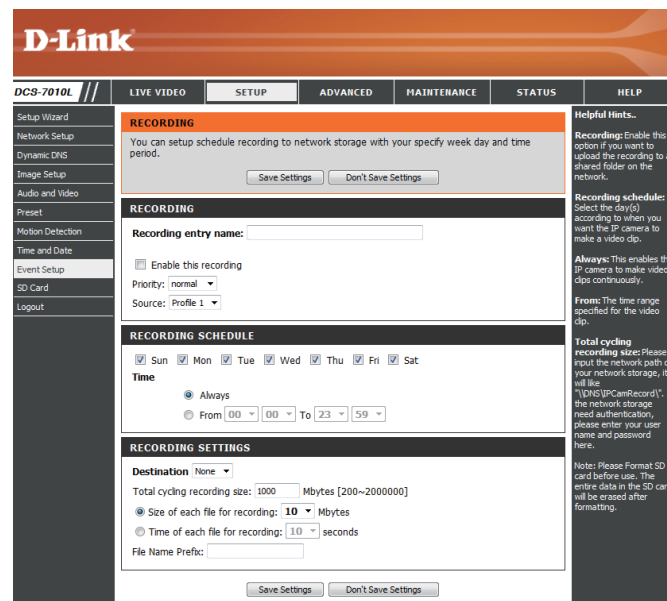 D-Link
DCS-7010L // LIVE VIDEO SETUP ADVANCED MAINTENANCE STATUS HELP
Setup Wizard
Network Setup
Dynamic DNS
Image Setup
Audio and Video
Preset
Motion Detection
Time and Date
Event Setup
SD Card
Logout
RECORDING
You can setup schedule recording to network storage with your specify week day and time
period.
Save Settings Don't Save Settings
RECORDING
Recording entry name:
Enable this recording
Priority: normal
Source: Profile 1
RECORDING SCHEDULE
Sun Mon Tue Wed Thu Fri Sat
Time
Always
From 00 00 To 23 59
RECORDING SETTINGS
Destination None
Total cycling recording size: 1000 Mbytes [200~2000000]
Size of each file for recording: 10 Mbytes
Time of each file for recording: 10 seconds
File Name Prefix:
Save Settings Don't Save Settings
Helpful Hints..
Recording: Enable this
option if you want to
upload the recording to
shared folder on the
network.
Recording schedule:
Select the day(s)
according to when you
want the IP camera to
make a video clip.
Always: This enables
IP camera to make video
clips continuously.
From: The time range
specified for the video
clip.
Total cycling
recording size: Please
input the network path
your network storage, it
will like
"\\DNS\IPCamRecord\".
the network storage
need authentication,
please enter your user
name and password
here.
Note: Please Format SD
card before use. The
entire data in the SD
will be erased after
formatting.